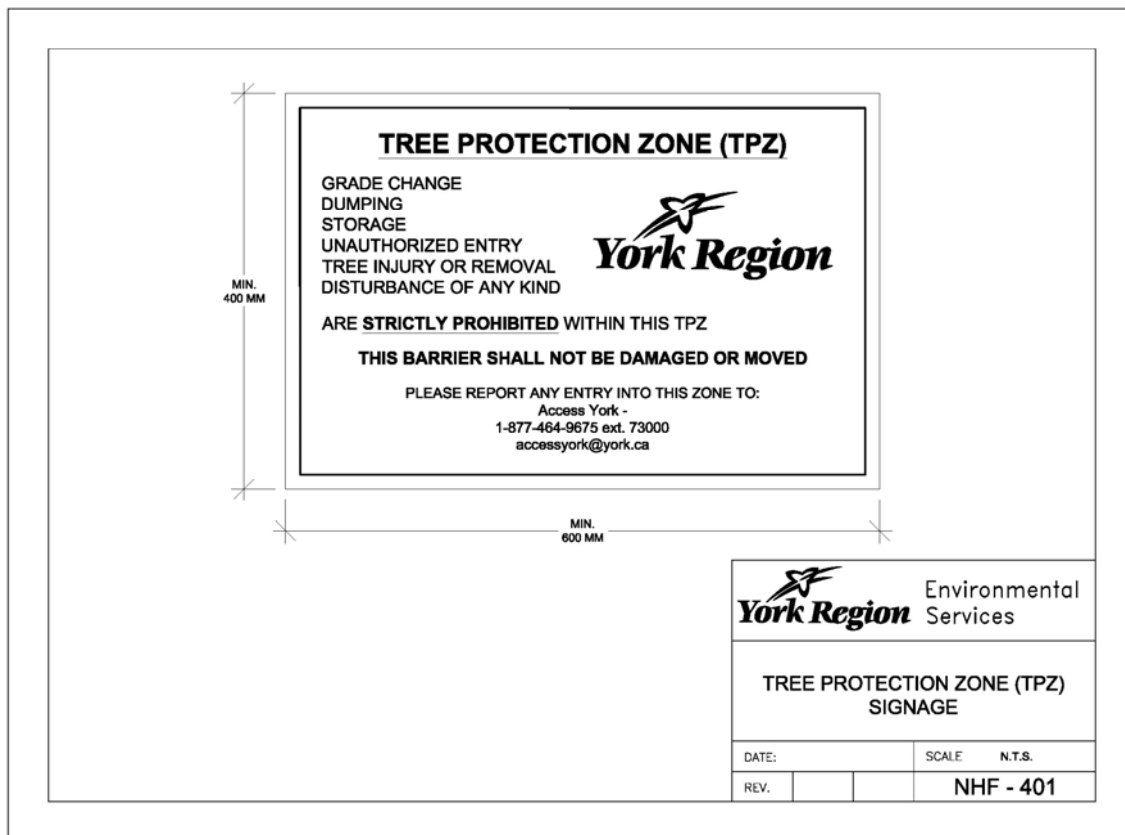 TREE PROTECTION ZONE (TPZ)
GRADE CHANGE
DUMPING
STORAGE
UNAUTHORIZED ENTRY
TREE INJURY OR REMOVAL
DISTURBANCE OF ANY KIND
York Region
ARE STRICTLY PROHIBITED WITHIN THIS TPZ
THIS BARRIER SHALL NOT BE DAMAGED OR MOVED
PLEASE REPORT ANY ENTRY INTO THIS ZONE TO:
Access York -
1-877-464-9675 ext. 73000
accessyork@york.ca
MIN.
400 MM
MIN.
600 MM
York Region
Environmental
Services
TREE PROTECTION ZONE (TPZ)
SIGNAGE
DATE:
SCALE N.T.S.
REV.
NHF - 401